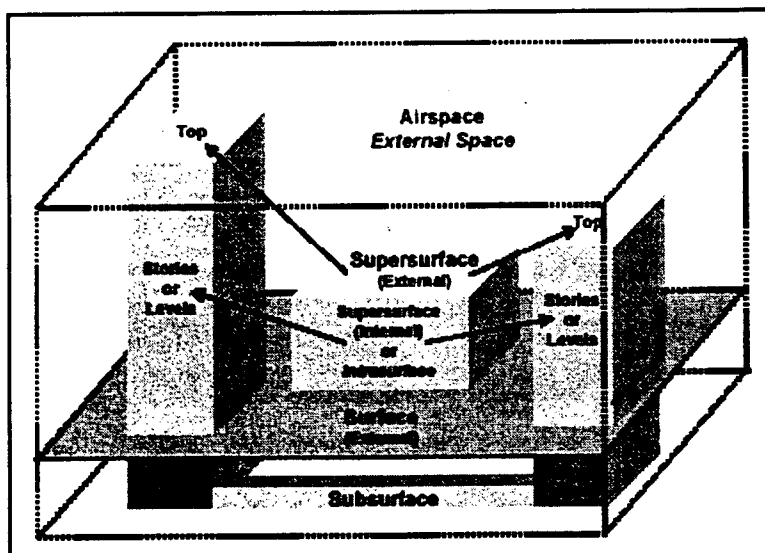 Airspace
External Space
Top
Top
Supersurface
(External)
Stories
or
Levels
Supersurface
(Internal)
or
Intrasurface
Stories
or
Levels
Surface
(External)
Subsurface